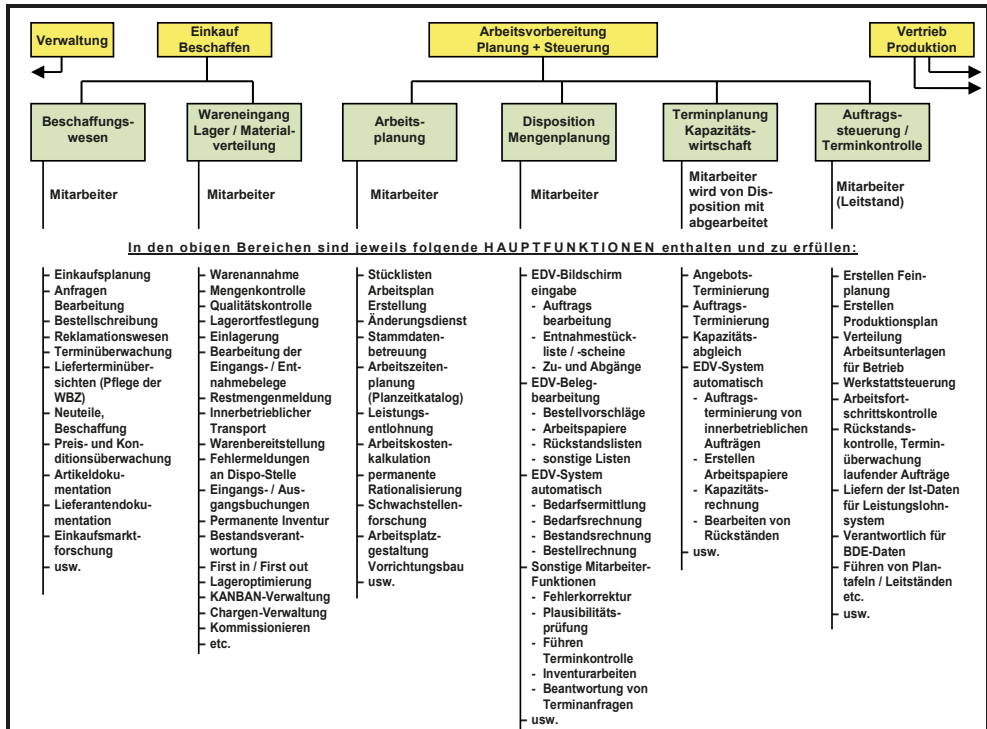 Verwaltung
Einkauf
Beschaffen
Arbeitsvorbereitung
Planung + Steuerung
Vertrieb
Produktion
Beschaffungs-
wesen
Wareneingang
Lager / Material-
verteilung
Arbeits-
planung
Disposition
Mengenplanung
Terminplanung
Kapazitäts-
wirtschaft
Auftrags-
steuerung /
Terminkontrolle
Mitarbeiter
Mitarbeiter
Mitarbeiter
Mitarbeiter
Mitarbeiter
wird von Dis-
position mit
abgearbeitet
Mitarbeiter
(Leitstand)
In den obigen Bereichen sind jeweils folgende HAUPTFUNKTIONEN enthalten und zu erfüllen:
Einkaufsplanung
Anfragen
Bearbeitung
Bestellschreibung
Reklamationswesen
Terminüberwachung
Lieferterminüber-
sichten (Pflege der
WBZ)
Neuteile,
Beschaffung
Preis- und Kon-
ditionsüberwachung
Artikeldoku-
mentation
Lieferantendoku-
mentation
Einkaufsmarkt-
forschung
usw.
Warenannahme
Mengenkontrolle
Qualitätskontrolle
Lagerortfestlegung
Einlagerung
Bearbeitung der
Eingangs- / Ent-
nahmebelege
Restmengenmeldung
Innerbetrieblicher
Transport
Warenbereitstellung
Fehlermeldungen
an Dispo-Stelle
Eingangs- / Aus-
gangsbuchungen
Permanente Inventur
Bestandsverant-
wortung
First in / First out
Lageroptimierung
KANBAN-Verwaltung
Chargen-Verwaltung
Kommissionieren
etc.
Stücklisten
Arbeitsplan
Erstellung
Änderungsdienst
Stammdaten-
betreuung
Arbeitszeiten-
planung
(Planzeitkatalog)
Leistungs-
entlohnung
Arbeitskosten-
kalkulation
permanente
Rationalisierung
Schwachstellen-
forschung
Arbeitsplatz-
gestaltung
Vorrichtungsbau
usw.
EDV-Bildschirm
eingabe
- Auftrags
bearbeitung
- Entnahmestück-
liste / -scheine
- Zu- und Abgänge
EDV-Beleg-
bearbeitung
- Bestellvorschläge
- Arbeitspapiere
- Rückstandslisten
- sonstige Listen
EDV-System
automatisch
- Bedarfsermittlung
- Bedarfsrechnung
- Bestandsrechnung
- Bestellrechnung
Sonstige Mitarbeiter-
Funktionen
- Fehlerkorrektur
- Plausibilitäts-
prüfung
- Führen
Terminkontrolle
- Inventurarbeiten
- Beantwortung von
Terminanfragen
usw.
Angebots-
Terminierung
Auftrags-
Terminierung
Kapazitäts-
abgleich
EDV-System
automatisch
- Auftrags-
terminierung von
innerbetrieblichen
Aufträgen
- Erstellen
Arbeitspapiere
- Kapazitäts-
rechnung
- Bearbeiten von
Rückständen
usw.
Erstellen Fein-
planung
Erstellen
Produktionsplan
Verteilung
Arbeitsunterlagen
für Betrieb
Werkstattsteuerung
Arbeitsfort-
schrittskontrolle
Rückstands-
kontrolle, Termin-
überwachung
laufender Aufträge
Liefern der Ist-Daten
für Leistungslohn-
system
Verantwortlich für
BDE-Daten
Führen von Plan-
tafeln / Leitständen
etc.
usw.